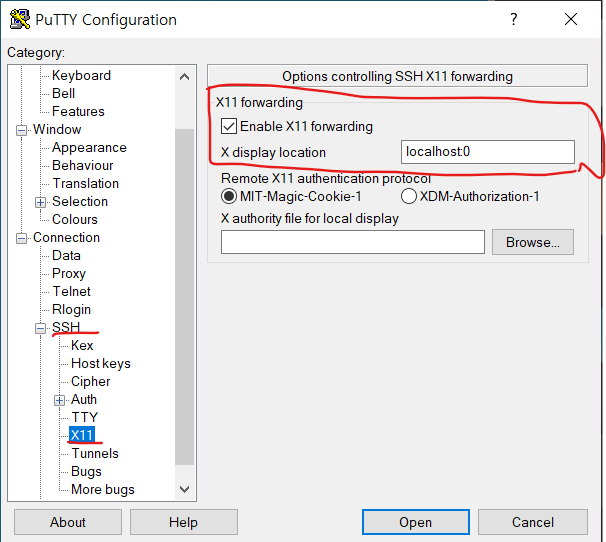 PuTTY Configuration
?
Category:
Keyboard
Bell
Features
Window
Appearance
Behaviour
Translation
Selection
Colours
Connection
Data
Proxy
Telnet
Rlogin
SSH
Kex
Host keys
Cipher
Auth
TTY
X11
Tunnels
Bugs
More bugs
Options controlling SSH X11 forwarding
X11 forwarding
Enable X11 forwarding
X display location
localhost:0
Remote X11 authentication protocol
MIT-Magic-Cookie-1
XDM-Authorization-1
X authority file for local display
Browse...
About
Help
Open
Cancel